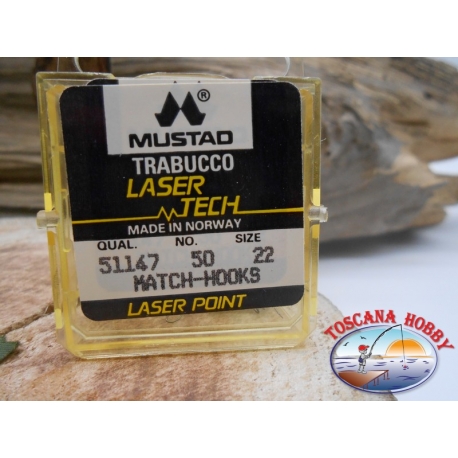 ®
MUSTAD
TRABUCCO
LASER
TECH
MADE IN NORWAY
QUAL. NO. SIZE
51147 50 22
MATCH-HOOKS
LASER POINT
TOSCANA HOBBY